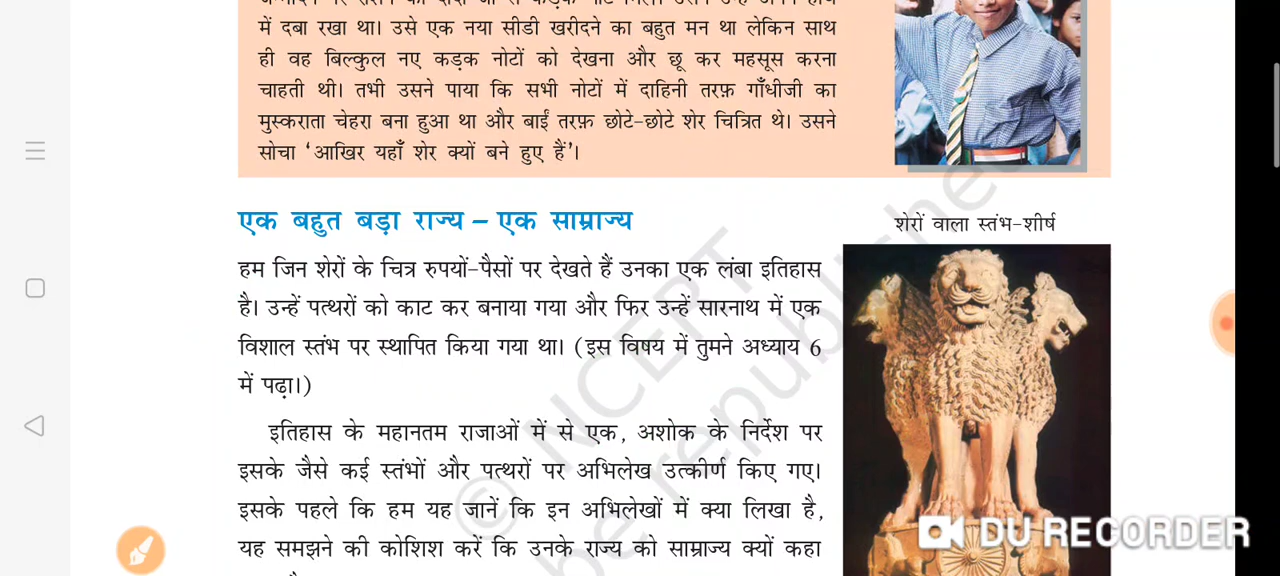 में दबा रखा था। उसे एक नया सीडी खरीदने का बहुत मन था लेकिन साथ
ही वह बिल्कुल नए कड़क नोटों को देखना और छू कर महसूस करना
चाहती थी। तभी उसने पाया कि सभी नोटों में दाहिनी तरफ़ गाँधीजी का
मुस्कराता चेहरा बना हुआ था और बाईं तरफ़ छोटे-छोटे शेर चित्रित थे। उसने
सोचा ‘आखिर यहाँ शेर क्यों बने हुए हैं’।
एक बहुत बड़ा राज्य – एक साम्राज्य
शेरों वाला स्तंभ-शीर्ष
हम जिन शेरों के चित्र रुपयों-पैसों पर देखते हैं उनका एक लंबा इतिहास
है। उन्हें पत्थरों को काट कर बनाया गया और फिर उन्हें सारनाथ में एक
विशाल स्तंभ पर स्थापित किया गया था। (इस विषय में तुमने अध्याय 6
में पढ़ा।)
इतिहास के महानतम राजाओं में से एक, अशोक के निर्देश पर
इसके जैसे कई स्तंभों और पत्थरों पर अभिलेख उत्कीर्ण किए गए।
इसके पहले कि हम यह जानें कि इन अभिलेखों में क्या लिखा है,
यह समझने की कोशिश करें कि उनके राज्य को साम्राज्य क्यों कहा
© NCERT
be republished
DU RECORDER